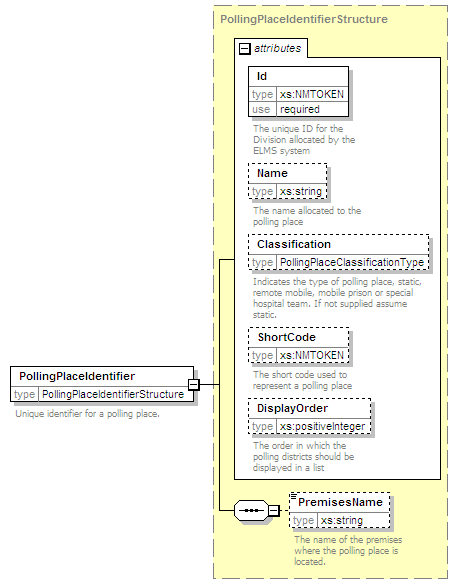 PollingPlaceIdentifierStructure
attributes
Id
type xs:NMTOKEN
use required
The unique ID for the
Division allocated by the
ELMS system
Name
type xs:string
The name allocated to the
polling place
Classification
type PollingPlaceClassificationType
Indicates the type of polling place, static,
remote mobile, mobile prison or special
hospital team. If not supplied assume
static.
ShortCode
type xs:NMTOKEN
The short code used to
represent a polling place
PollingPlaceIdentifier
type PollingPlaceIdentifierStructure
Unique identifier for a polling place.
DisplayOrder
type xs:positiveInteger
The order in which the
polling districts should be
displayed in a list
PremisesName
type xs:string
The name of the premises
where the polling place is
located.